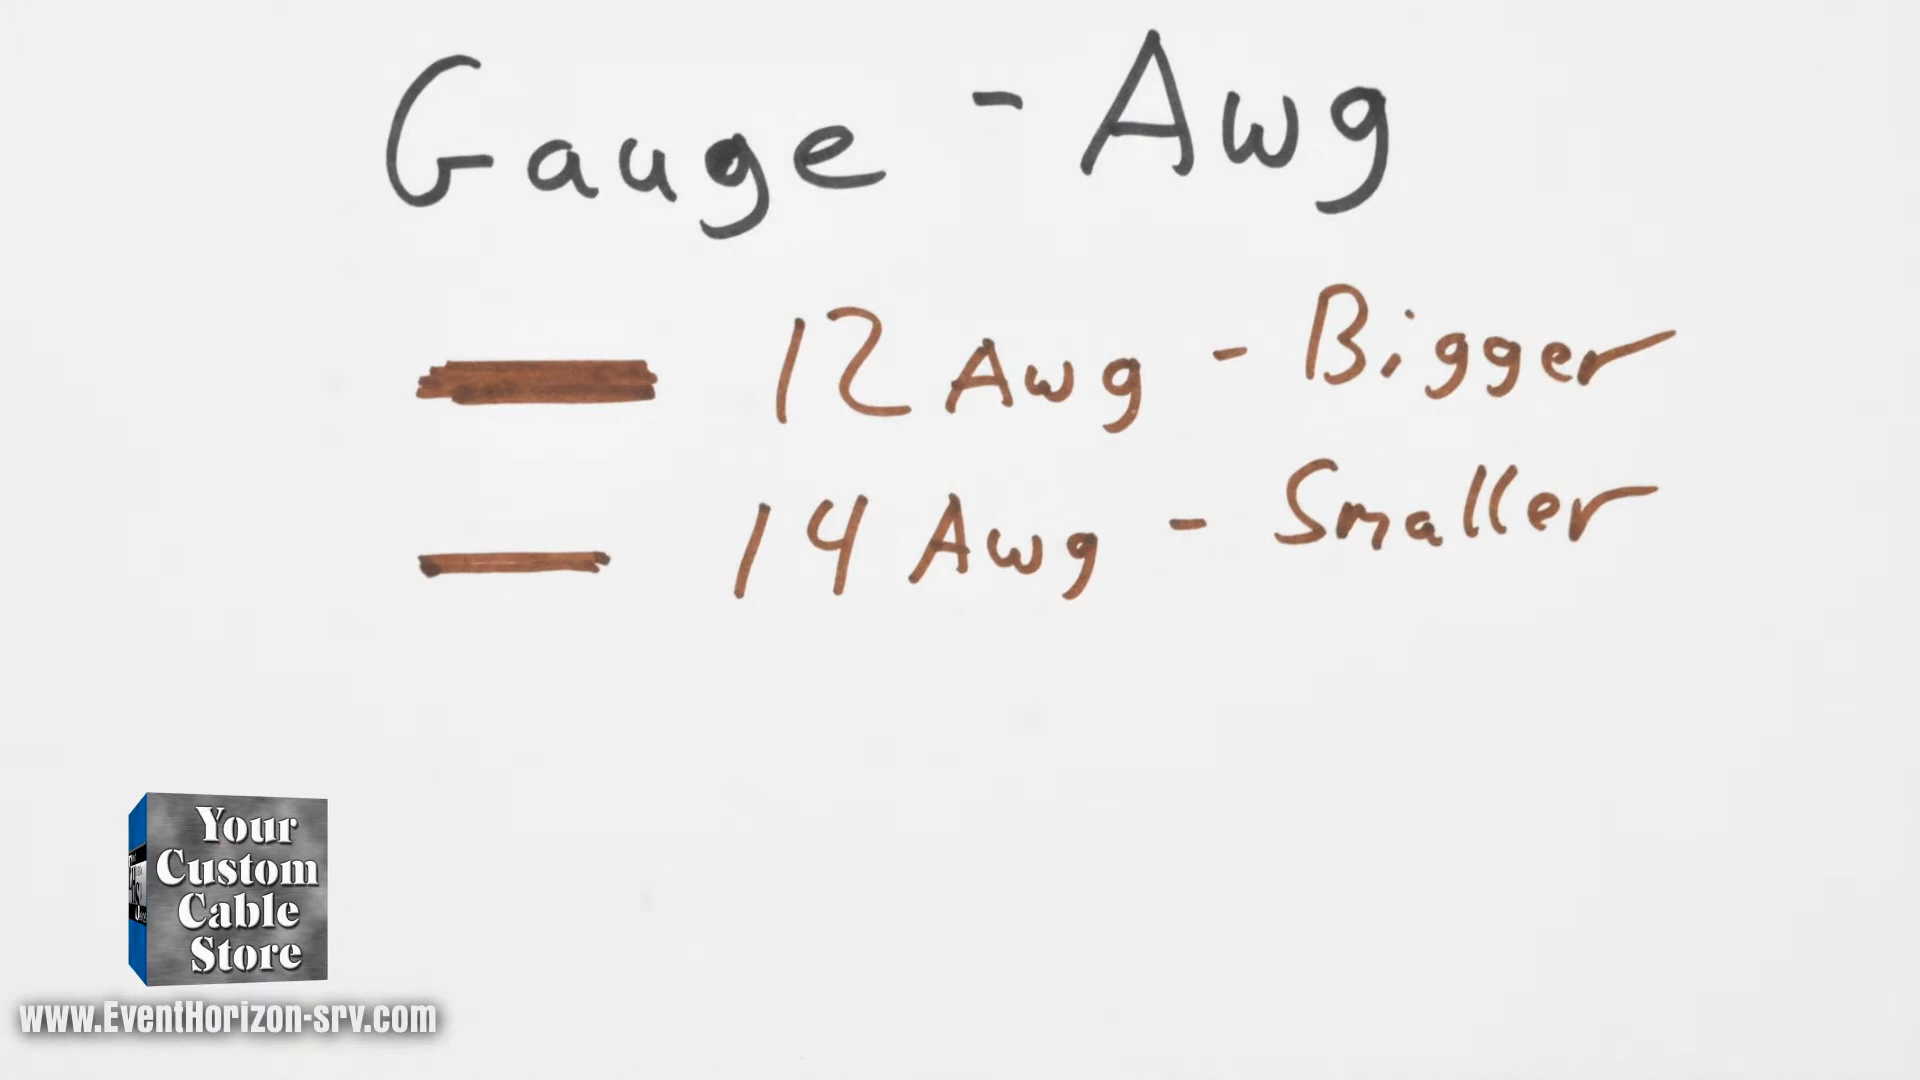 Gauge - Awg
12 Awg - Bigger
14 Awg - Smaller
Your
Custom
Cable
Store
www.EventHorizon-srv.com